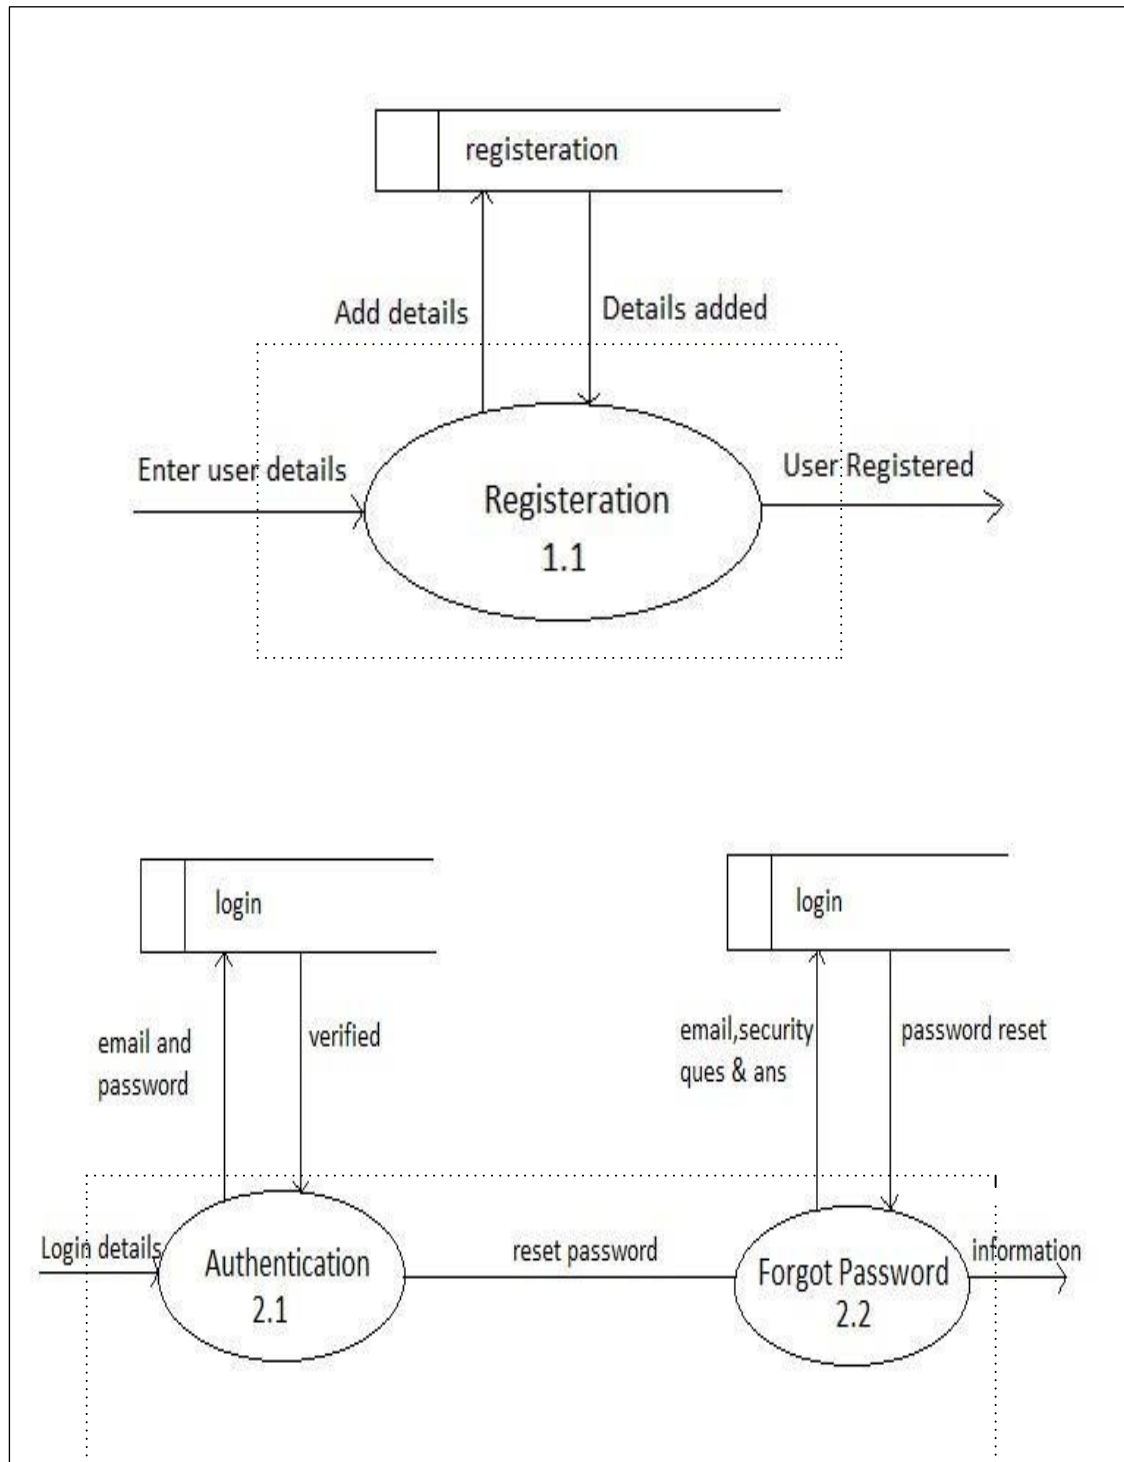 registeration
Add details
Details added
Enter user details
User Registered
Registeration
1.1
login
login
email and
password
verified
email,security
ques & ans
password reset
Login details
Authentication
2.1
reset password
Forgot Password
2.2
information